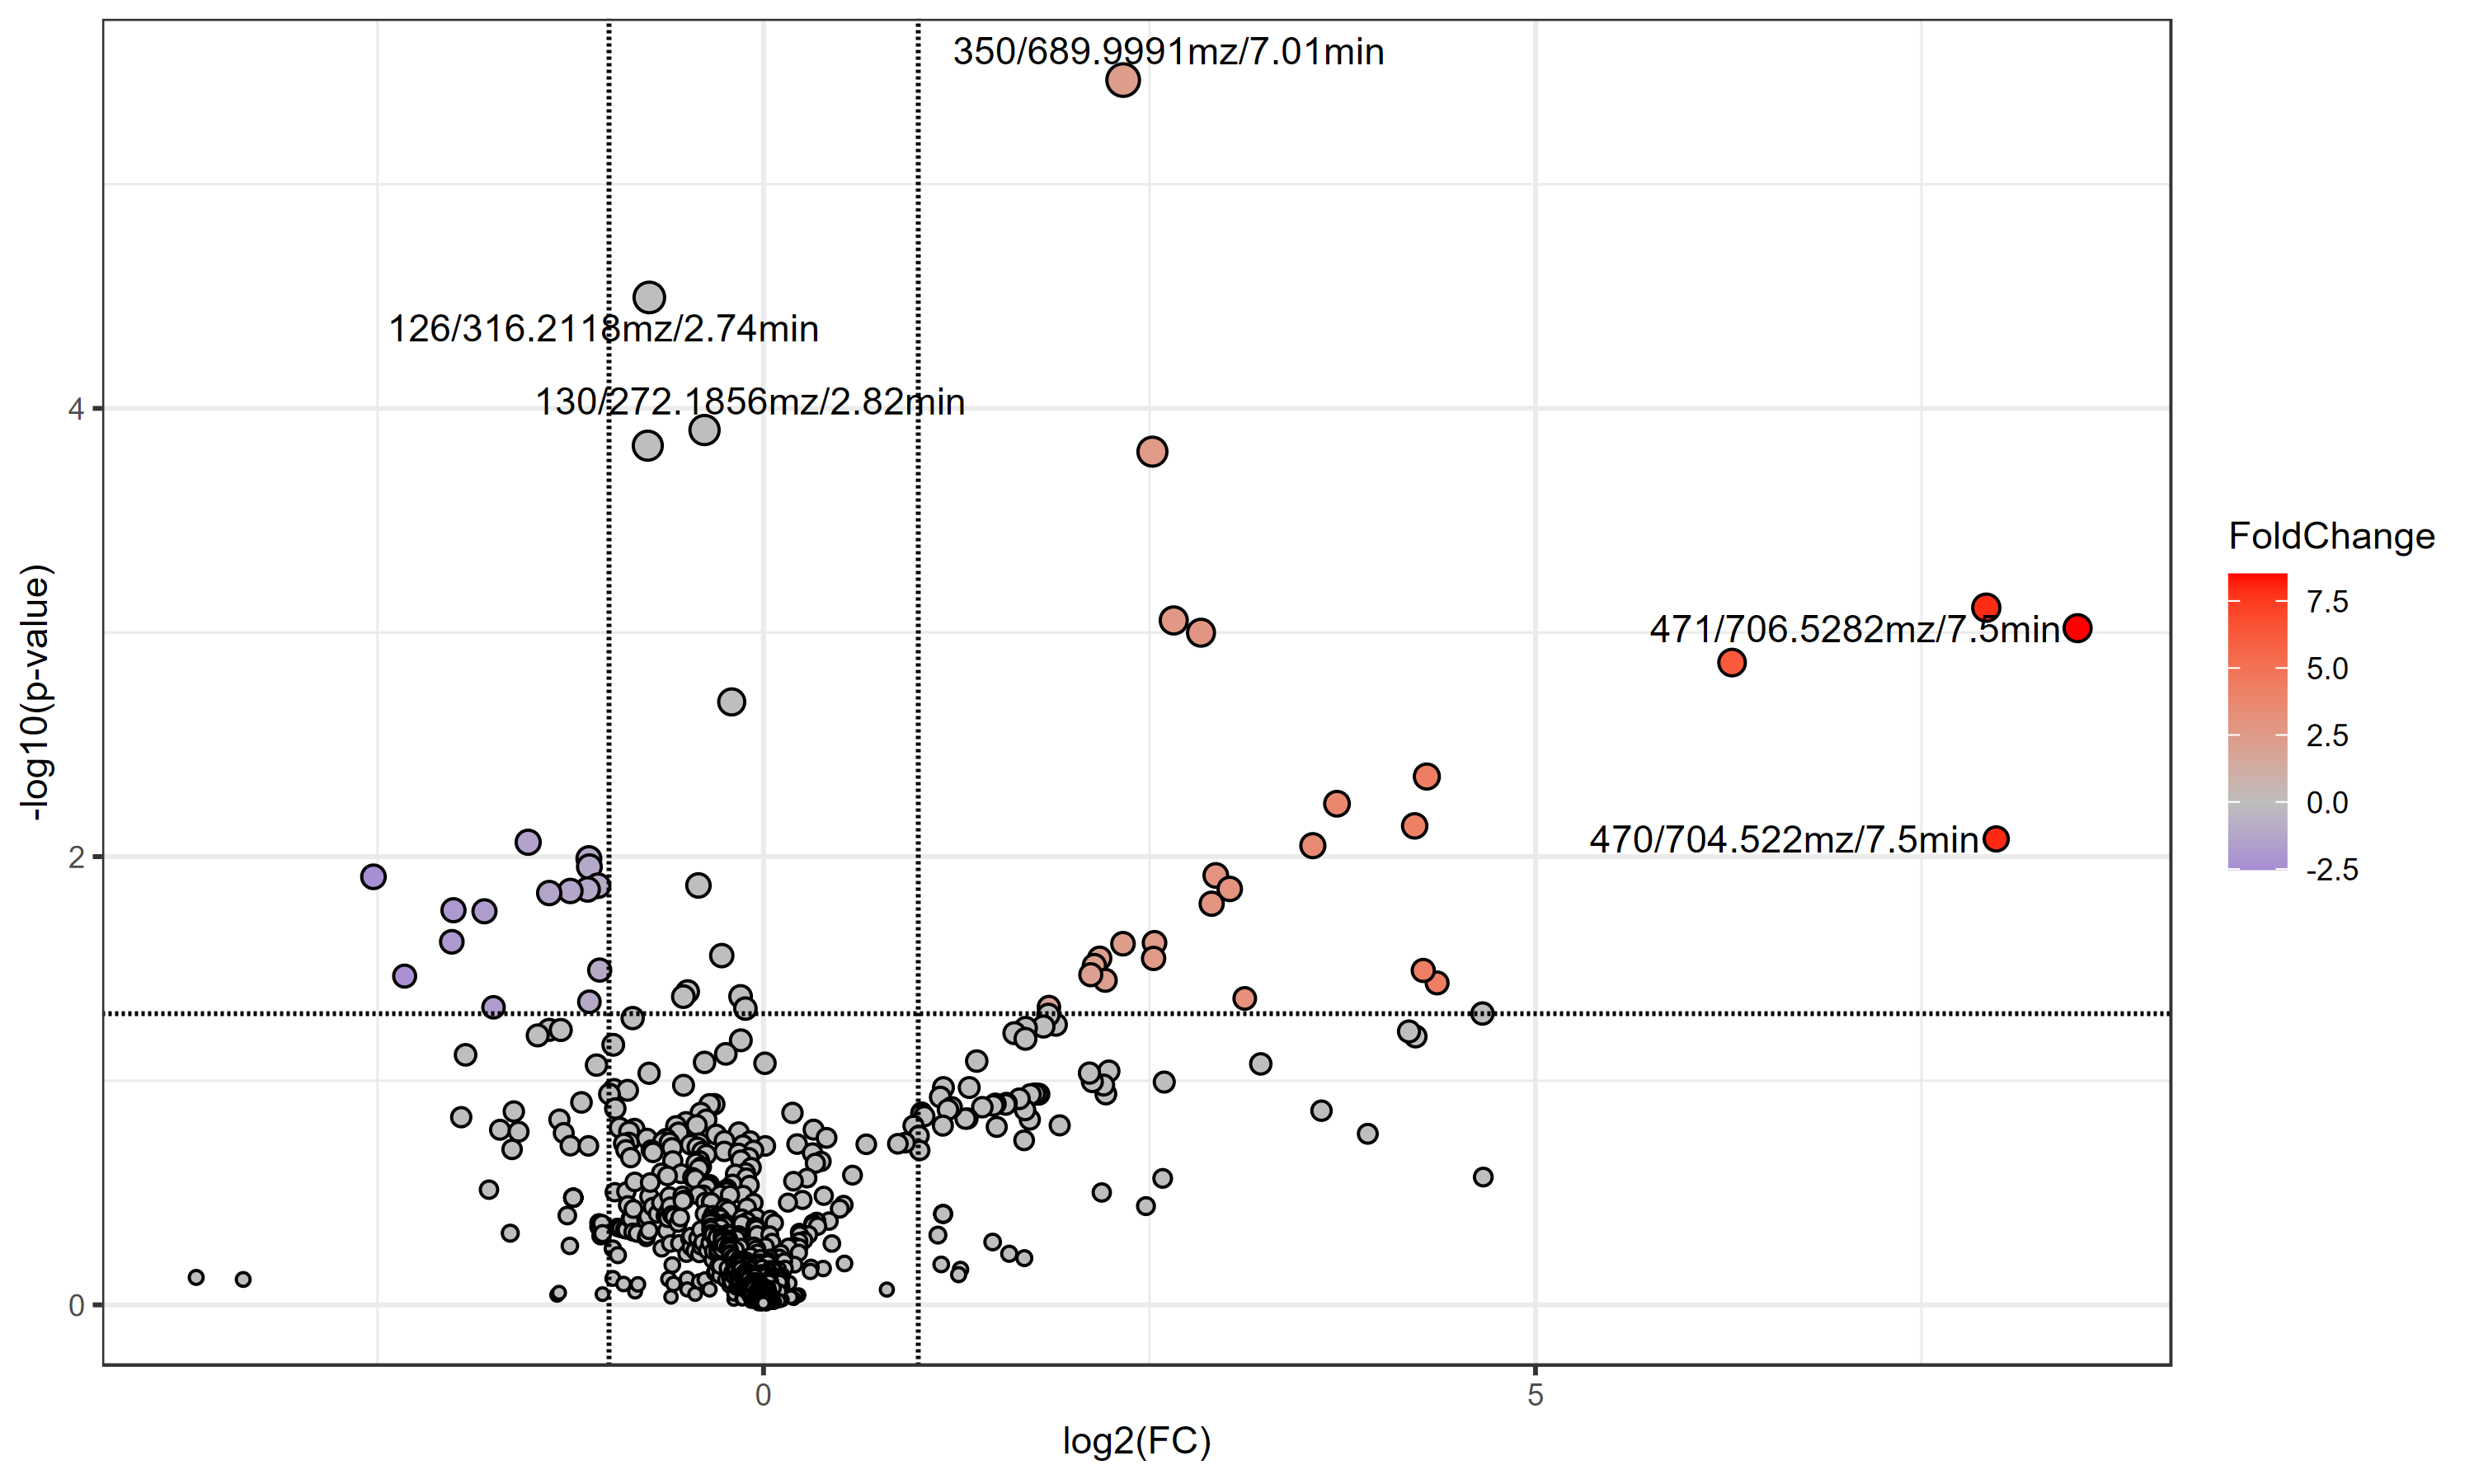 350/689.9991mz/7.01min
126/316.2118mz/2.74min
130/272.1856mz/2.82min
471/706.5282mz/7.5min
470/704.522mz/7.5min
4
2
0
-log10(p-value)
0
5
log2(FC)
FoldChange
7.5
5.0
2.5
0.0
-2.5